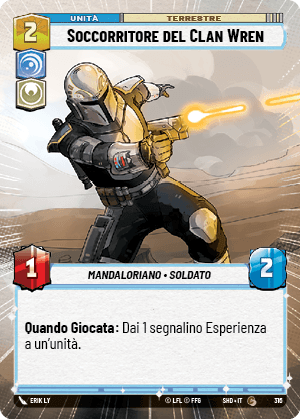 UNITÀ
TERRESTRE
2
Soccorritore del Clan Wren
1
MANDALORIANO • SOLDATO
2
Quando Giocata: Dai 1 segnalino Esperienza
a un'unità.
ERIK LY
© LFL © FFG
SHD • IT
316